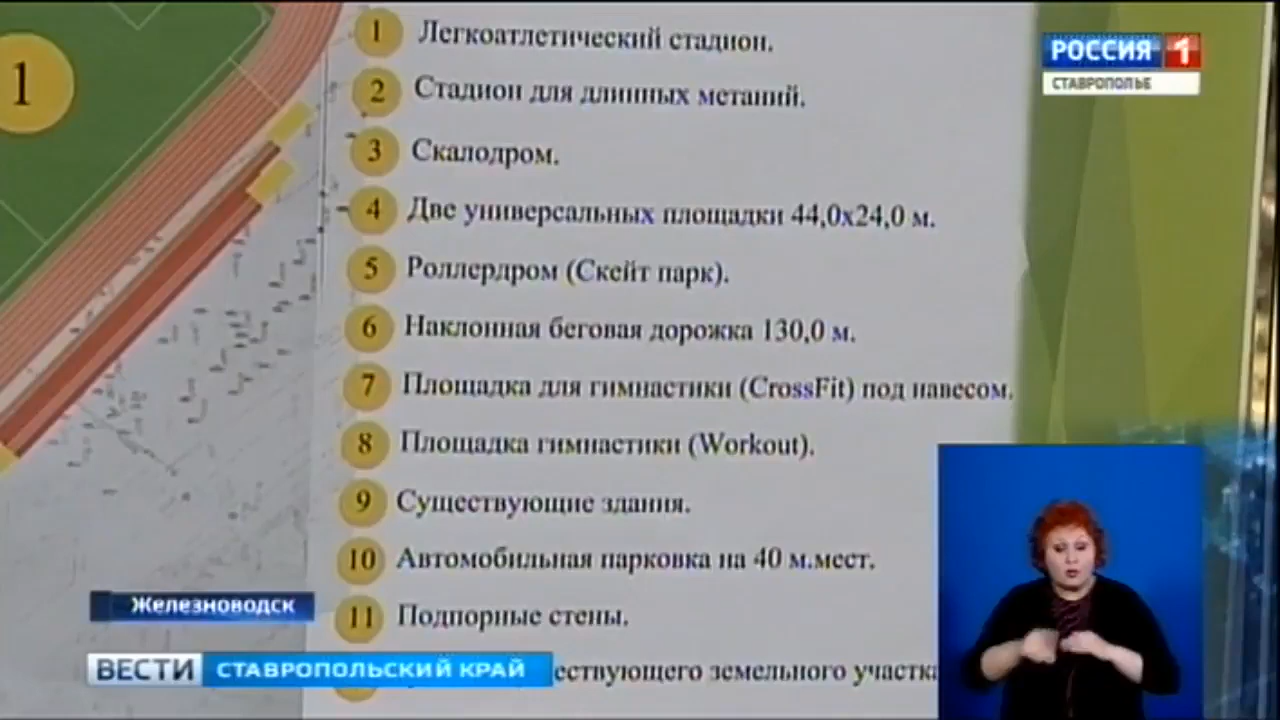 1
1 Легкоатлетический стадион.
РОССИЯ 1
СТАВРОПОЛЬЕ
2 Стадион для длинных метаний.
3 Скалодром.
4 Две универсальных площадки 44,0х24,0 м.
5 Роллердром (Скейт парк).
6 Наклонная беговая дорожка 130,0 м.
7 Площадка для гимнастики (CrossFit) под навесом.
8 Площадка гимнастики (Workout).
9 Существующие здания.
10 Автомобильная парковка на 40 м.мест.
11 Подпорные стены.
Железноводск
ВЕСТИ СТАВРОПОЛЬСКИЙ КРАЙ
земельного